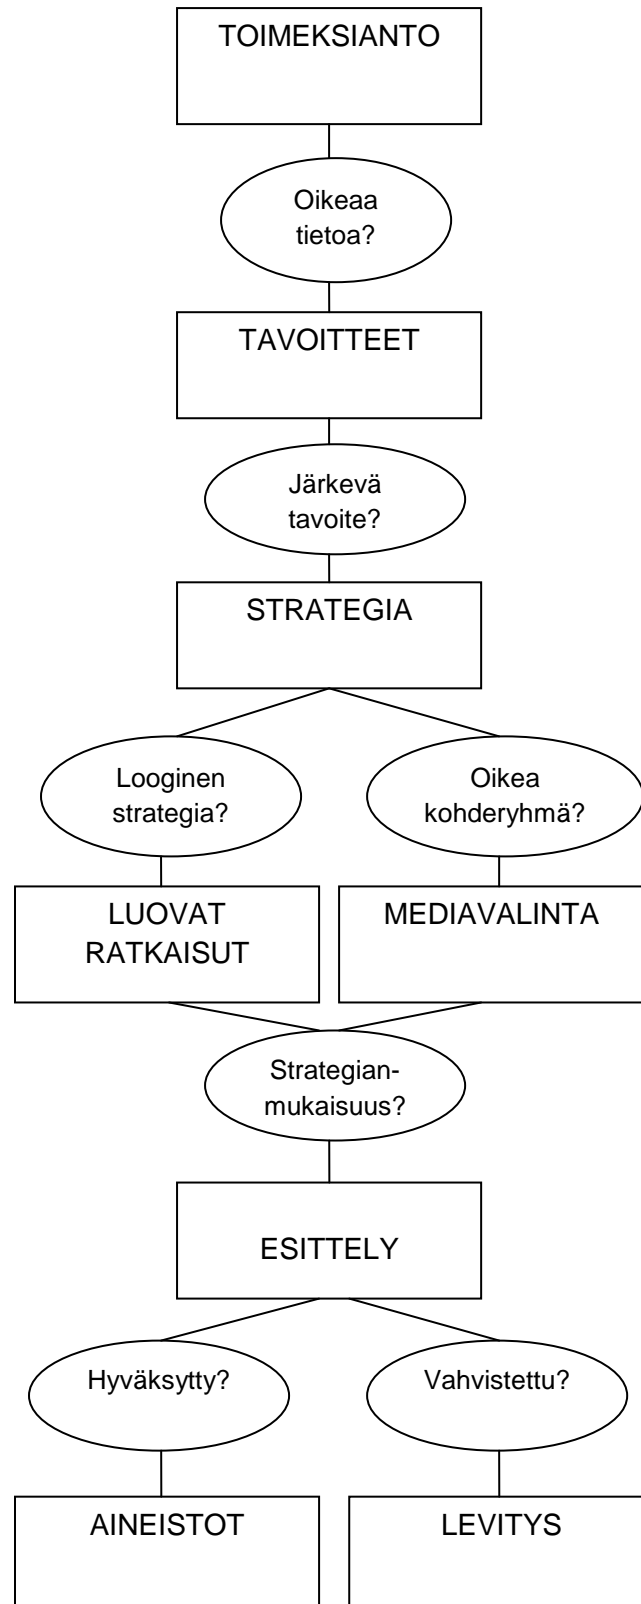 TOIMEKSIANTO
Oikeaa
tietoa?
TAVOITTEET
Järkevä
tavoite?
STRATEGIA
Looginen
strategia?
Oikea
kohderyhmä?
LUOVAT
RATKAISUT
MEDIAVALINTA
Strategian-
mukaisuus?
ESITTELY
Hyväksytty?
Vahvistettu?
AINEISTOT
LEVITYS